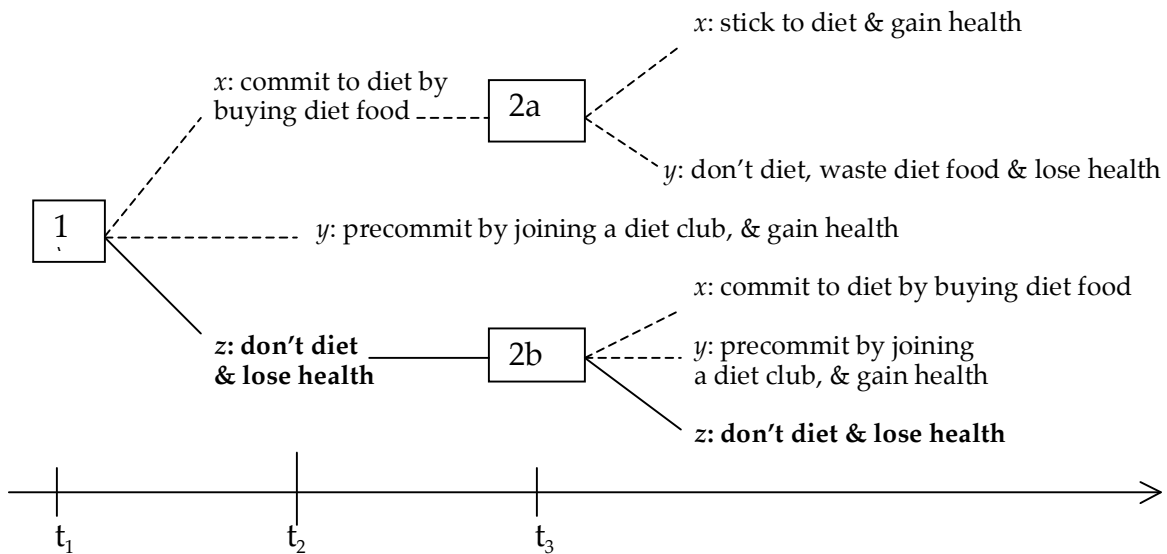 x: stick to diet & gain health
x: commit to diet by
buying diet food
2a
y: don't diet, waste diet food & lose health
1
y: precommit by joining a diet club, & gain health
x: commit to diet by buying diet food
z: don't diet
& lose health
2b
y: precommit by joining
a diet club, & gain health
z: don't diet & lose health
t₁
t₂
t₃